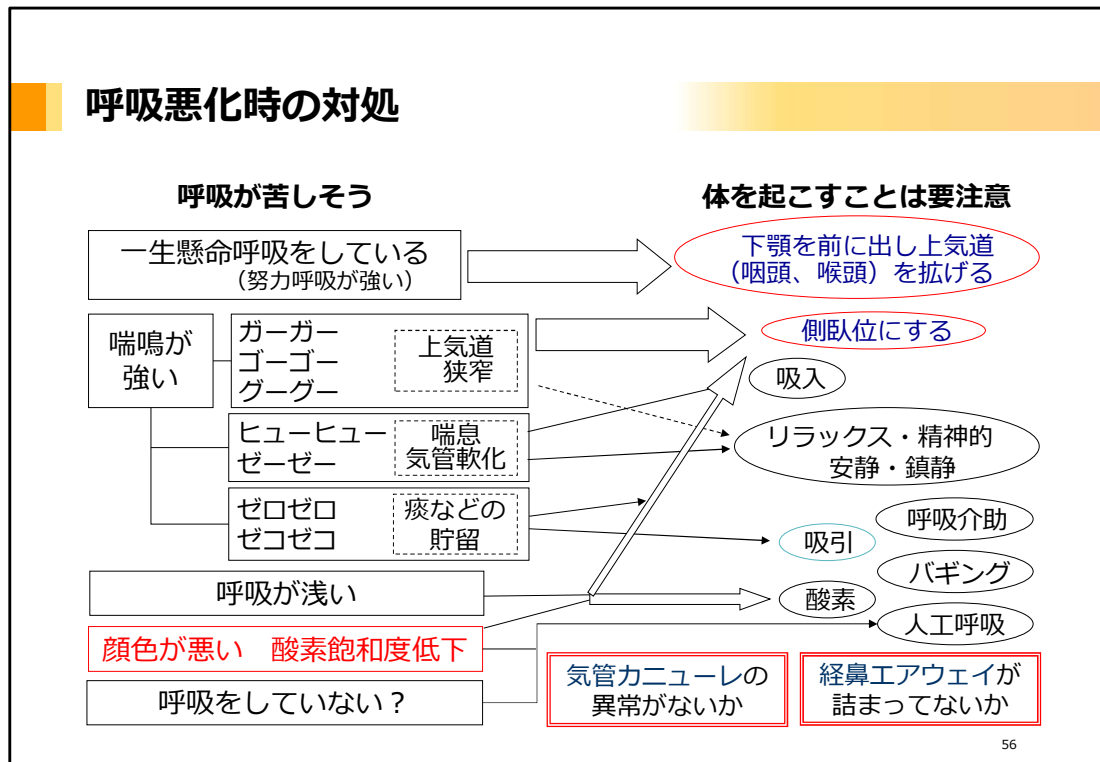 呼吸悪化時の対処
呼吸が苦しそう
体を起こすことは要注意
一生懸命呼吸をしている
（努力呼吸が強い）
下顎を前に出し上気道
（咽頭、喉頭）を拡げる
喘鳴が
強い
ガーガー
ゴーゴー
グーグー
上気道
狭窄
側臥位にする
吸入
ヒューヒュー
ゼーゼー
喘息
気管軟化
リラックス・精神的
安静・鎮静
ゼロゼロ
ゼコゼコ
痰などの
貯留
吸引
呼吸介助
バギング
呼吸が浅い
酸素
人工呼吸
顔色が悪い　酸素飽和度低下
呼吸をしていない？
気管カニューレの
異常がないか
経鼻エアウェイが
詰まってないか
56